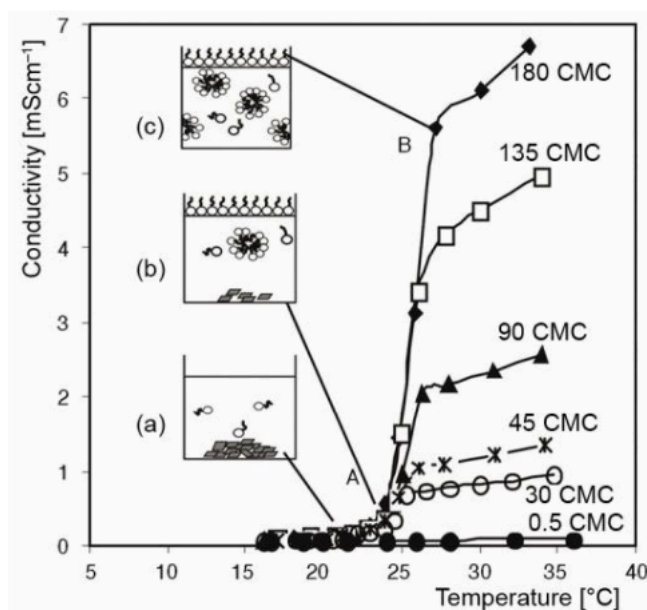 7
6
5
4
3
2
1
0
Conductivity [mScm⁻¹]
(c)
(b)
(a)
A
B
180 CMC
135 CMC
90 CMC
45 CMC
30 CMC
0.5 CMC
5 10 15 20 25 30 35 40
Temperature [°C]